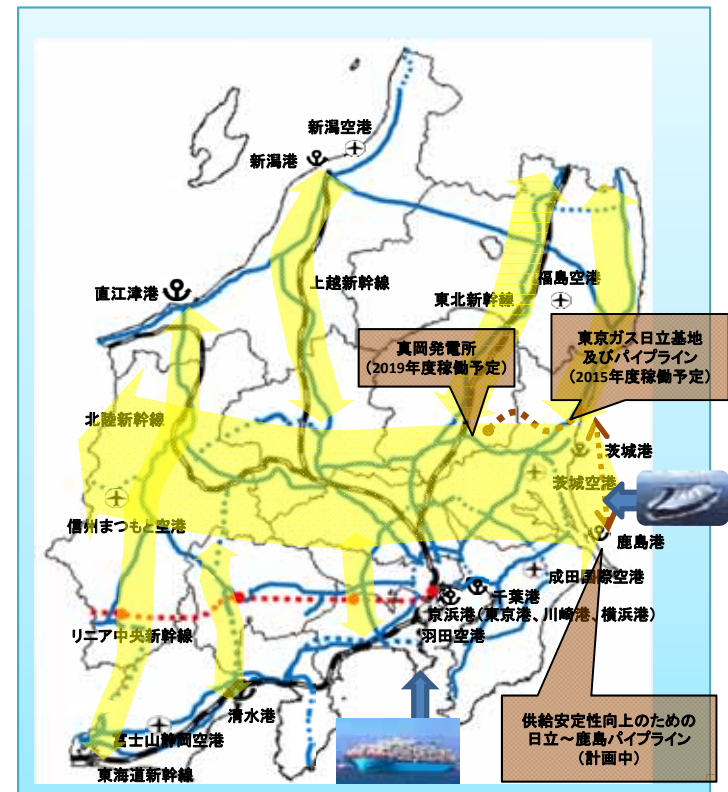 新潟空港
新潟港
直江津港
上越新幹線
東北新幹線
福島空港
真岡発電所
（2019年度稼働予定）
東京ガス日立基地
及びパイプライン
（2015年度稼働予定）
北陸新幹線
茨城港
茨城空港
信州まつもと空港
鹿島港
成田国際空港
千葉港
京浜港（東京港、川崎港、横浜港）
リニア中央新幹線
羽田空港
清水港
富士山静岡空港
東海道新幹線
供給安定性向上のための
日立～鹿島パイプライン
（計画中）